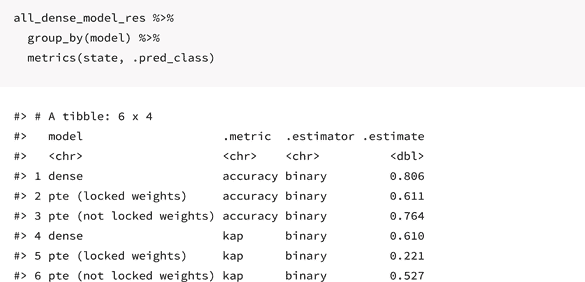 all_dense_model_res %>%
  group_by(model) %>%
  metrics(state, .pred_class)
#> # A tibble: 6 x 4
#>   model                    .metric  .estimator .estimate
#>   <chr>                    <chr>    <chr>          <dbl>
#> 1 dense                    accuracy binary         0.806
#> 2 pte (locked weights)     accuracy binary         0.611
#> 3 pte (not locked weights) accuracy binary         0.764
#> 4 dense                    kap      binary         0.610
#> 5 pte (locked weights)     kap      binary         0.221
#> 6 pte (not locked weights) kap      binary         0.527